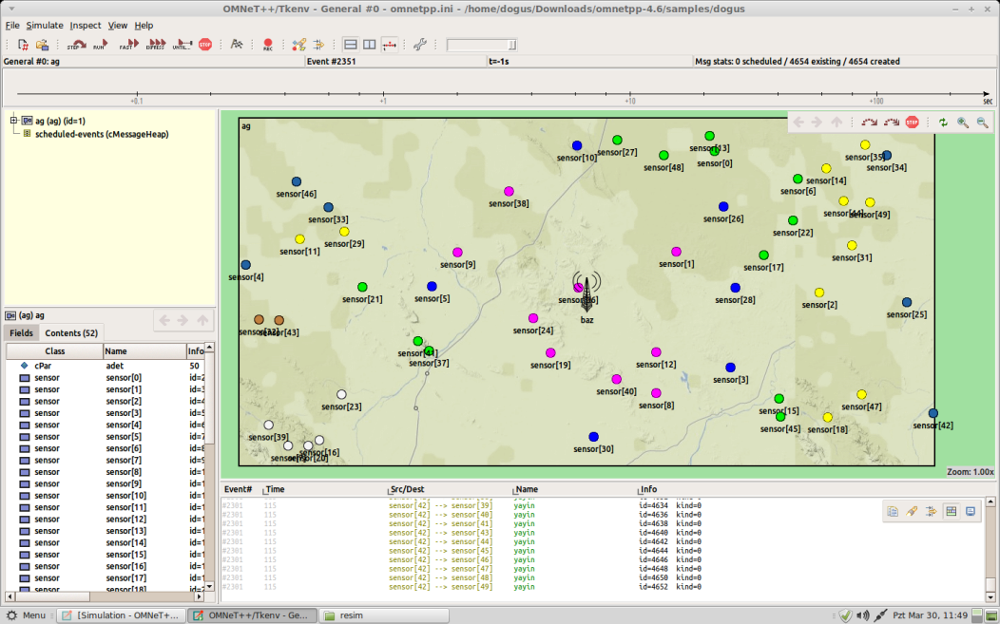 OMNeT++/Tkenv - General #0 - omnetpp.ini - /home/dogus/Downloads/omnetpp-4.6/samples/dogus
File Simulate Inspect View Help
STEP RUN FAST EXPRESS UNTIL... STOP REC
General #0: ag Event #2351 t=-1s Msg stats: 0 scheduled / 4654 existing / 4654 created
+0.1 +1 +10 +100 sec
ag (ag) (id=1)
scheduled-events (cMessageHeap)
ag
STOP
sensor[10]
sensor[27]
sensor[13]
sensor[48]
sensor[0]
sensor[35]
sensor[34]
sensor[14]
sensor[46]
sensor[6]
sensor[38]
sensor[33]
sensor[26]
sensor[44]
sensor[49]
sensor[22]
sensor[29]
sensor[11]
sensor[9]
sensor[1]
sensor[17]
sensor[31]
sensor[4]
sensor[21]
sensor[5]
sensor[28]
sensor[2]
sensor[25]
baz
sensor[43]
sensor[24]
sensor[41]
sensor[37]
sensor[19]
sensor[12]
sensor[3]
sensor[40]
sensor[23]
sensor[8]
sensor[15]
sensor[47]
sensor[45]
sensor[18]
sensor[42]
sensor[39]
sensor[16]
sensor[30]
Zoom: 1.00x
(ag) ag
Fields Contents (52)
Class Name Info
cPar adet 50
sensor sensor[0] id=2
sensor sensor[1] id=3
sensor sensor[2] id=4
sensor sensor[3] id=5
sensor sensor[4] id=6
sensor sensor[5] id=7
sensor sensor[6] id=8
sensor sensor[7] id=9
sensor sensor[8] id=1
sensor sensor[9] id=1
sensor sensor[10] id=1
sensor sensor[11] id=1
sensor sensor[12] id=1
sensor sensor[13] id=1
sensor sensor[14] id=1
sensor sensor[15] id=1
sensor sensor[16] id=1
sensor sensor[17] id=1
sensor sensor[18] id=1
Event# Time Src/Dest Name Info
#2301 115 sensor[42] --> sensor[39] yayin id=4634 kind=0
#2301 115 sensor[42] --> sensor[40] yayin id=4636 kind=0
#2301 115 sensor[42] --> sensor[41] yayin id=4638 kind=0
#2301 115 sensor[42] --> sensor[43] yayin id=4640 kind=0
#2301 115 sensor[42] --> sensor[44] yayin id=4642 kind=0
#2301 115 sensor[42] --> sensor[45] yayin id=4644 kind=0
#2301 115 sensor[42] --> sensor[46] yayin id=4646 kind=0
#2301 115 sensor[42] --> sensor[47] yayin id=4648 kind=0
#2301 115 sensor[42] --> sensor[48] yayin id=4650 kind=0
#2301 115 sensor[42] --> sensor[49] yayin id=4652 kind=0
Menu [Simulation - OMNeT+... OMNeT++/Tkenv - Ge... resim Pzt Mar 30, 11:49